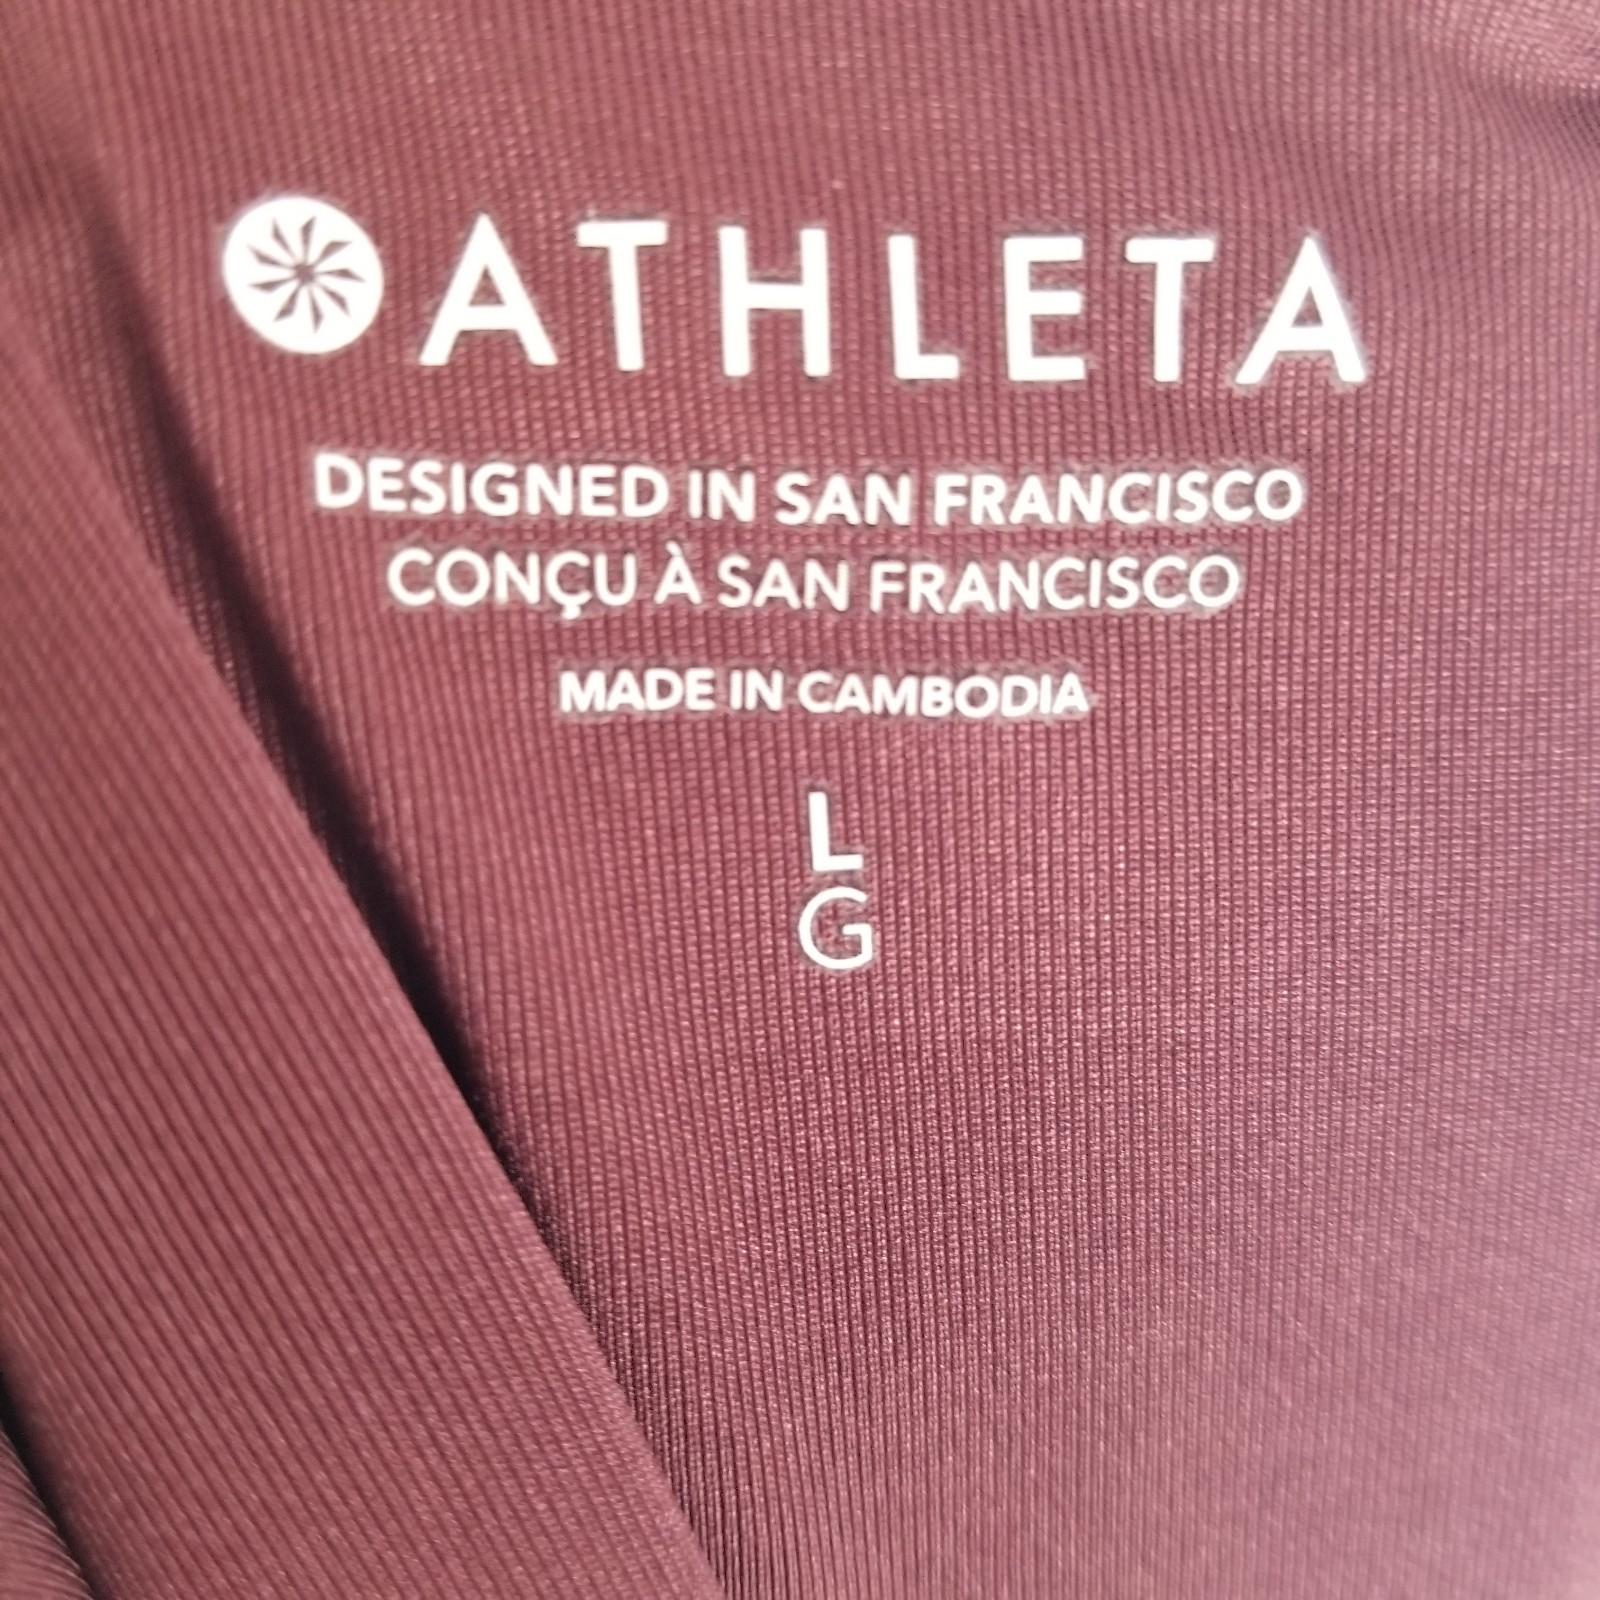 ATHLETA
DESIGNED IN SAN FRANCISCO
CONÇU À SAN FRANCISCO
MADE IN CAMBODIA
L
G